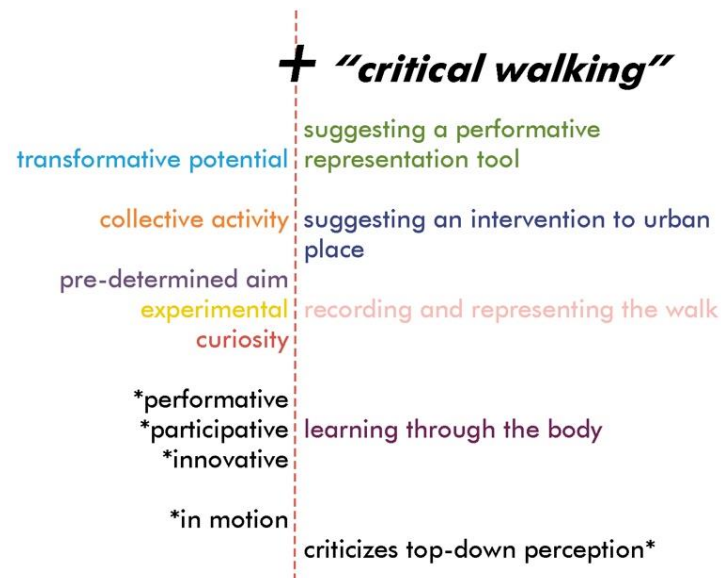 + “critical walking”
suggesting a performative
transformative potential representation tool
collective activity suggesting an intervention to urban
place
pre-determined aim
experimental recording and representing the walk
curiosity
*performative
*participative learning through the body
*innovative
*in motion
criticizes top-down perception*